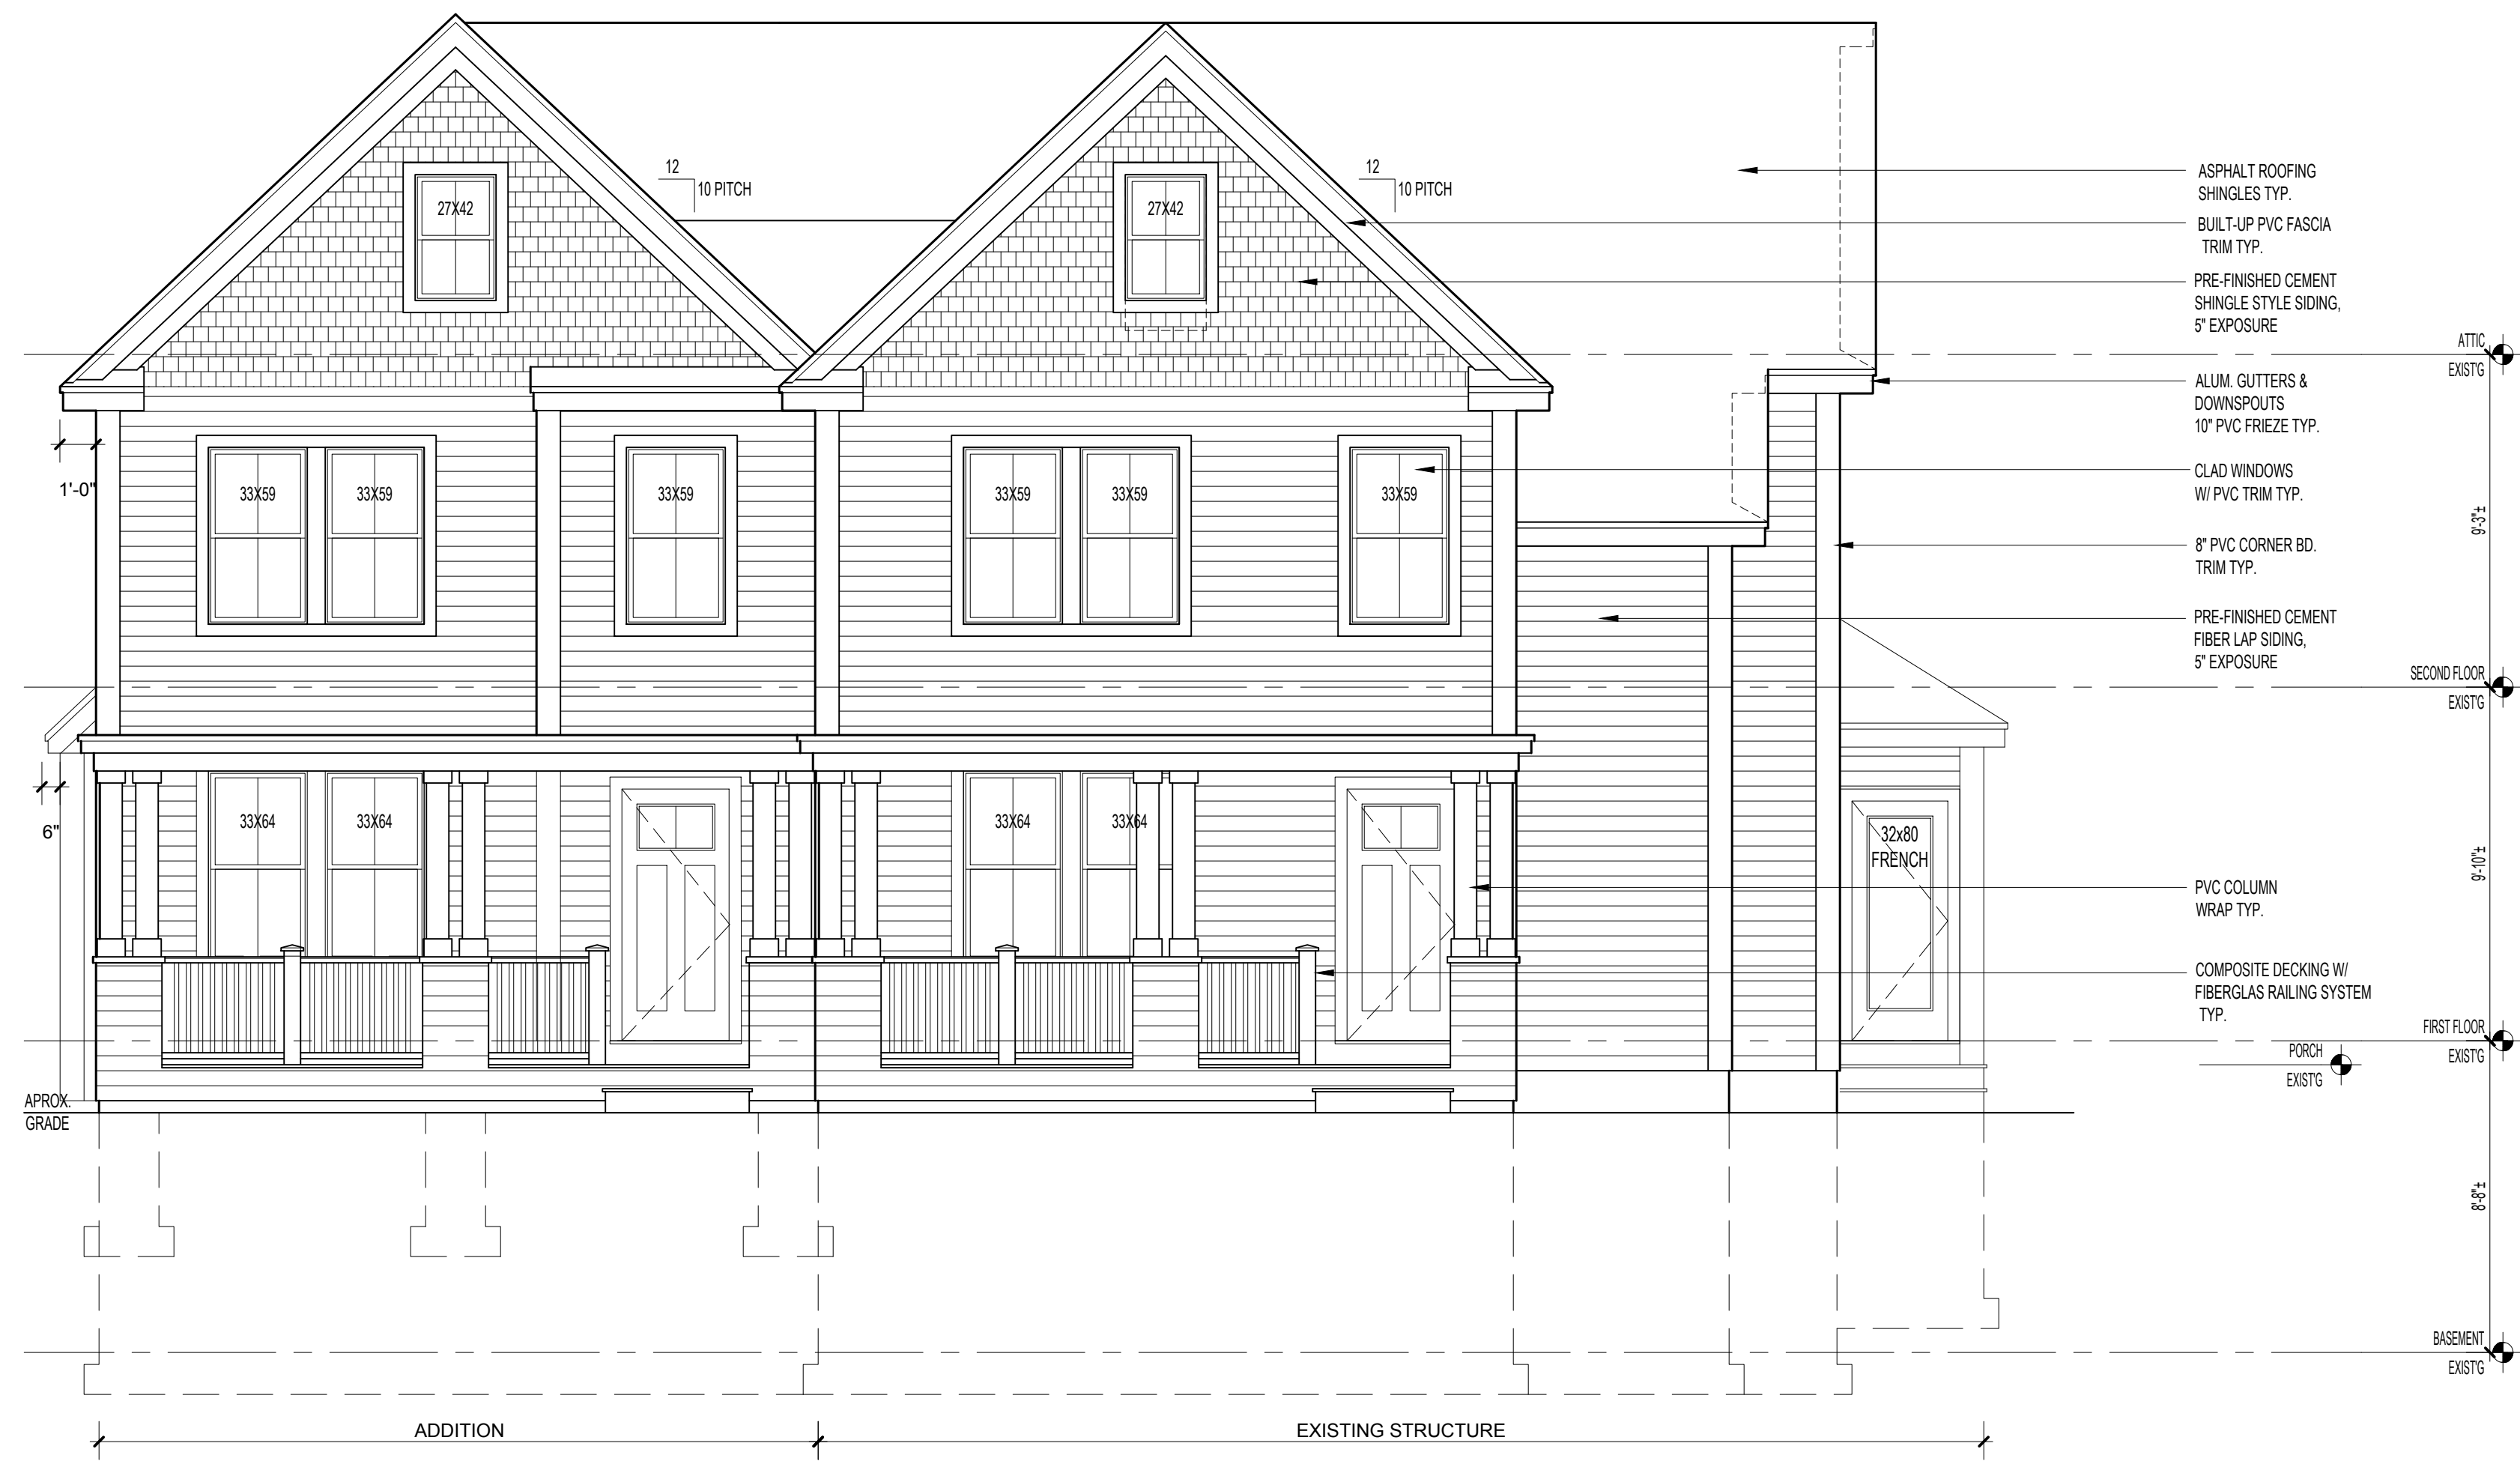 12
10 PITCH
12
10 PITCH
27X42
27X42
ASPHALT ROOFING
SHINGLES TYP.
BUILT-UP PVC FASCIA
TRIM TYP.
PRE-FINISHED CEMENT
SHINGLE STYLE SIDING,
5" EXPOSURE
ATTIC
EXIST'G
ALUM. GUTTERS &
DOWNSPOUTS
10" PVC FRIEZE TYP.
CLAD WINDOWS
W/ PVC TRIM TYP.
1'-0"
33X59
33X59
33X59
33X59
33X59
33X59
9'-3"±
8" PVC CORNER BD.
TRIM TYP.
PRE-FINISHED CEMENT
FIBER LAP SIDING,
5" EXPOSURE
SECOND FLOOR
EXIST'G
6"
33X64
33X64
33X64
33X64
32x80
FRENCH
9'-10"±
PVC COLUMN
WRAP TYP.
COMPOSITE DECKING W/
FIBERGLAS RAILING SYSTEM
TYP.
FIRST FLOOR
EXIST'G
PORCH
EXIST'G
APROX.
GRADE
8'-8"±
BASEMENT
EXIST'G
ADDITION
EXISTING STRUCTURE